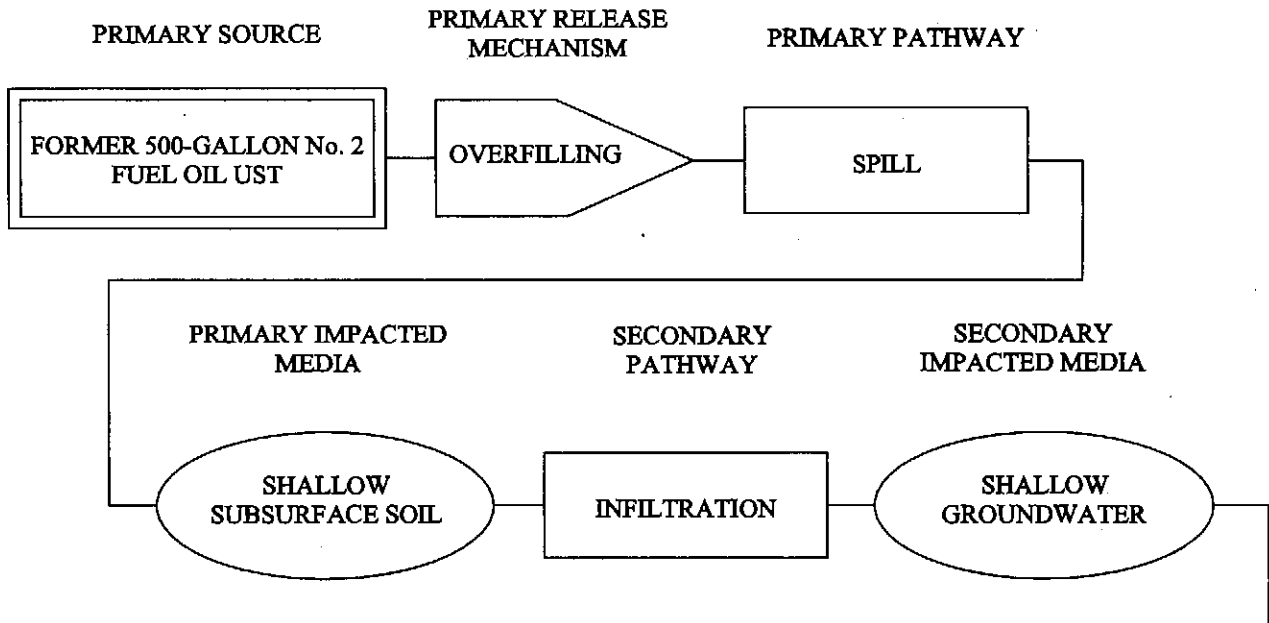 PRIMARY SOURCE
PRIMARY RELEASE
MECHANISM
PRIMARY PATHWAY
FORMER 500-GALLON No. 2
FUEL OIL UST
OVERFILLING
SPILL
PRIMARY IMPACTED
MEDIA
SECONDARY
PATHWAY
SECONDARY
IMPACTED MEDIA
SHALLOW
SUBSURFACE SOIL
INFILTRATION
SHALLOW
GROUNDWATER